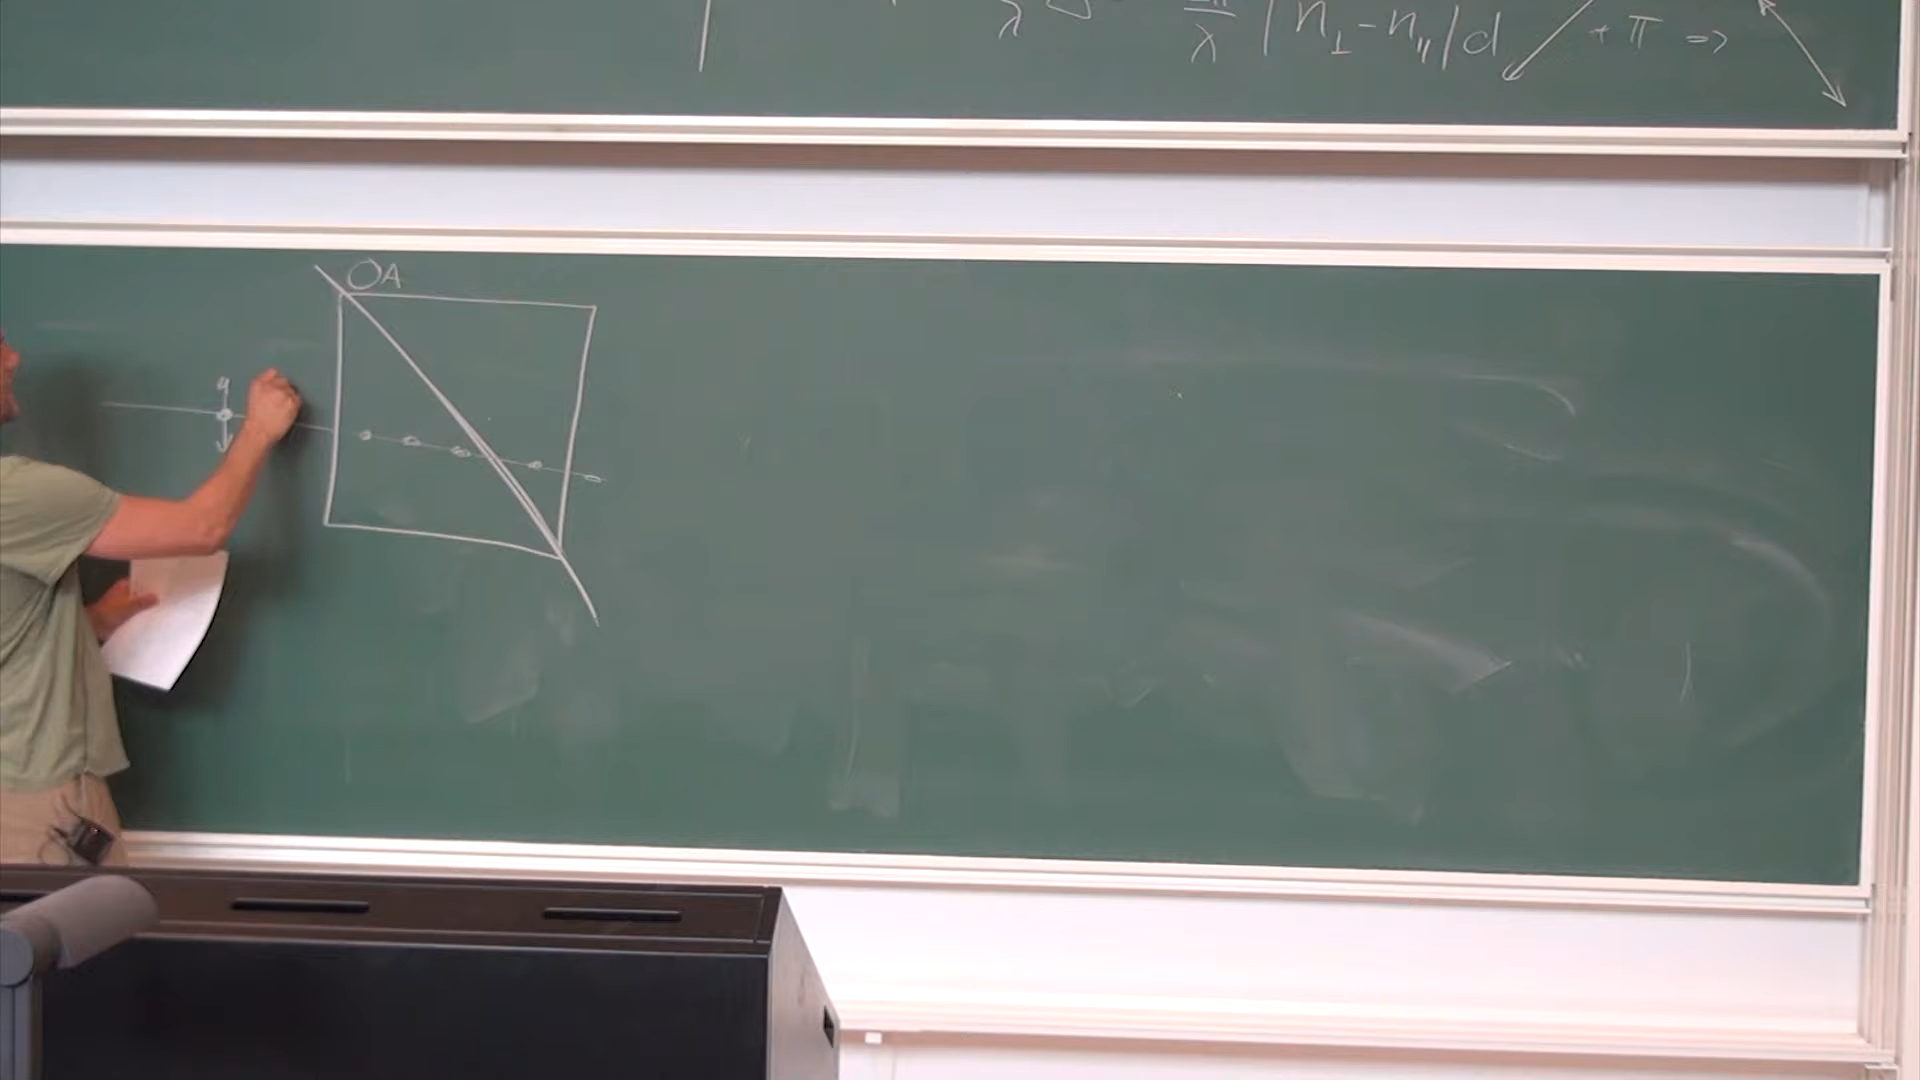 λ λ |n⊥ - n∥| d + π ⇒
OA